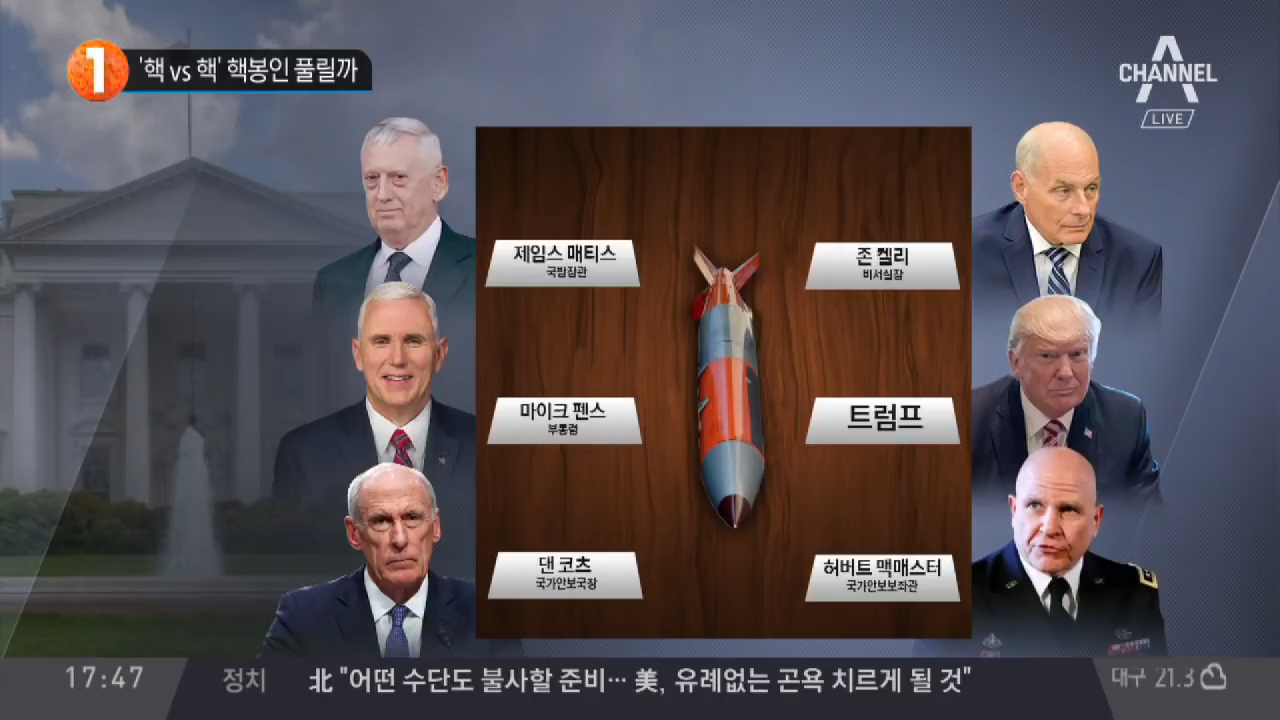 1
'핵 vs 핵' 핵봉인 풀릴까
CHANNEL A
LIVE
제임스 매티스
국방장관
존 켈리
비서실장
마이크 펜스
부통령
트럼프
댄 코츠
국가안보국장
허버트 맥매스터
국가안보보좌관
17:47
정치
北 "어떤 수단도 불사할 준비… 美, 유례없는 곤욕 치르게 될 것"
대구 21.3